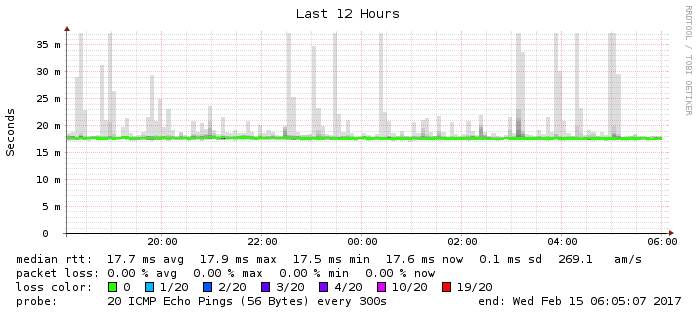 Last 12 Hours
RRDTOOL / TOBI OETIKER
Seconds
35 m
30 m
25 m
20 m
15 m
10 m
5 m
0
20:00 22:00 00:00 02:00 04:00 06:00
median rtt: 17.7 ms avg 17.9 ms max 17.5 ms min 17.6 ms now 0.1 ms sd 269.1 am/s
packet loss: 0.00 % avg 0.00 % max 0.00 % min 0.00 % now
loss color: 0 1/20 2/20 3/20 4/20 10/20 19/20
probe: 20 ICMP Echo Pings (56 Bytes) every 300s end: Wed Feb 15 06:05:07 2017